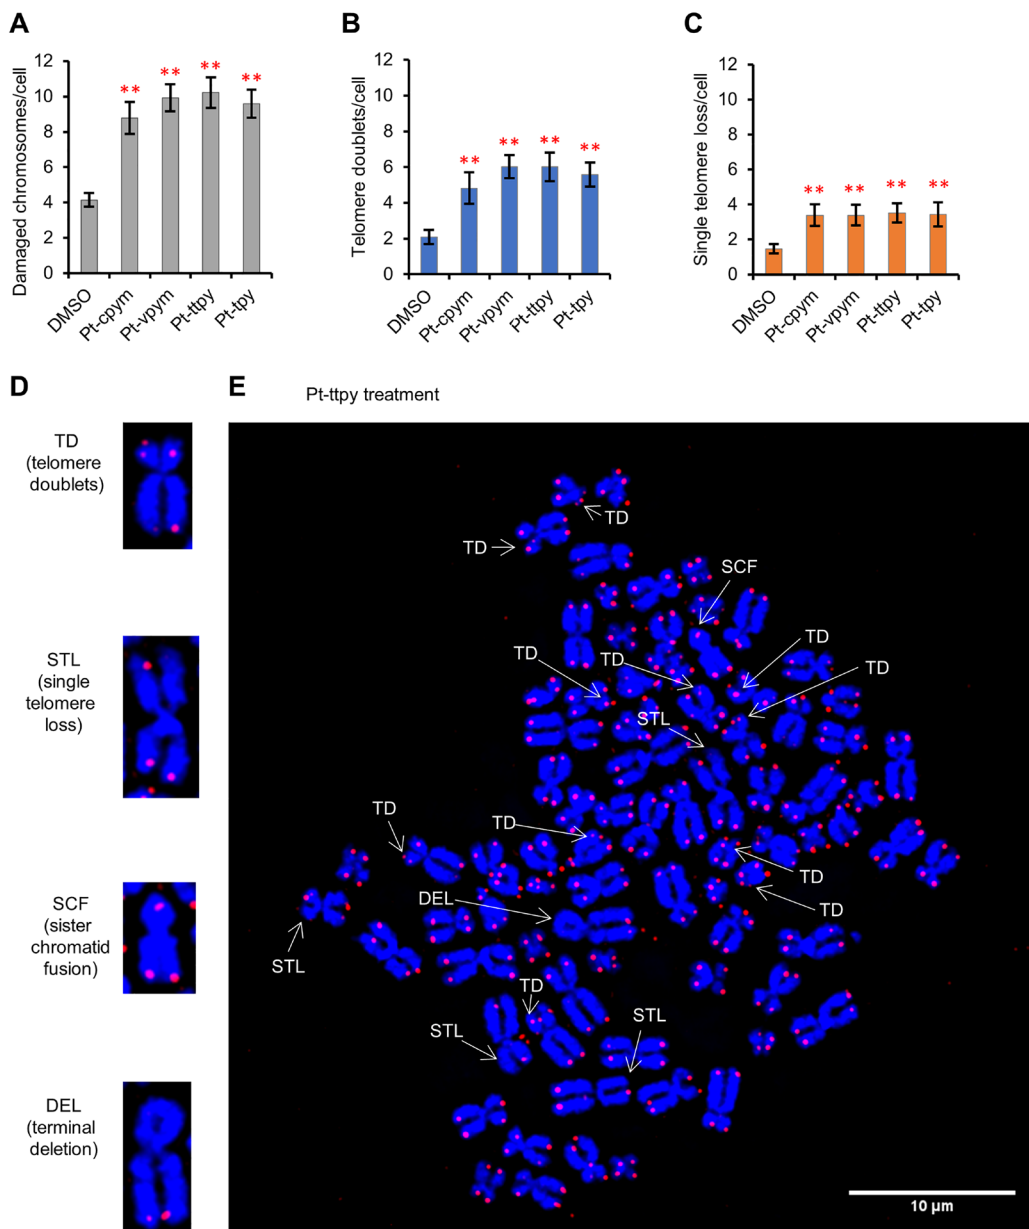 A
B
C
Damaged chromosomes/cell
12
10
8
6
4
2
0
**
**
**
**
DMSO
Pt-cpym
Pt-vpym
Pt-ttpy
Pt-tpy
Telomere doublets/cell
12
10
8
6
4
2
0
**
**
**
**
DMSO
Pt-cpym
Pt-vpym
Pt-ttpy
Pt-tpy
Single telomere loss/cell
12
10
8
6
4
2
0
**
**
**
**
DMSO
Pt-cpym
Pt-vpym
Pt-ttpy
Pt-tpy
D
TD
(telomere
doublets)
STL
(single
telomere
loss)
SCF
(sister
chromatid
fusion)
DEL
(terminal
deletion)
E
Pt-ttpy treatment
TD
TD
SCF
TD
TD
TD
TD
STL
TD
TD
TD
DEL
TD
STL
TD
STL
STL
10 µm